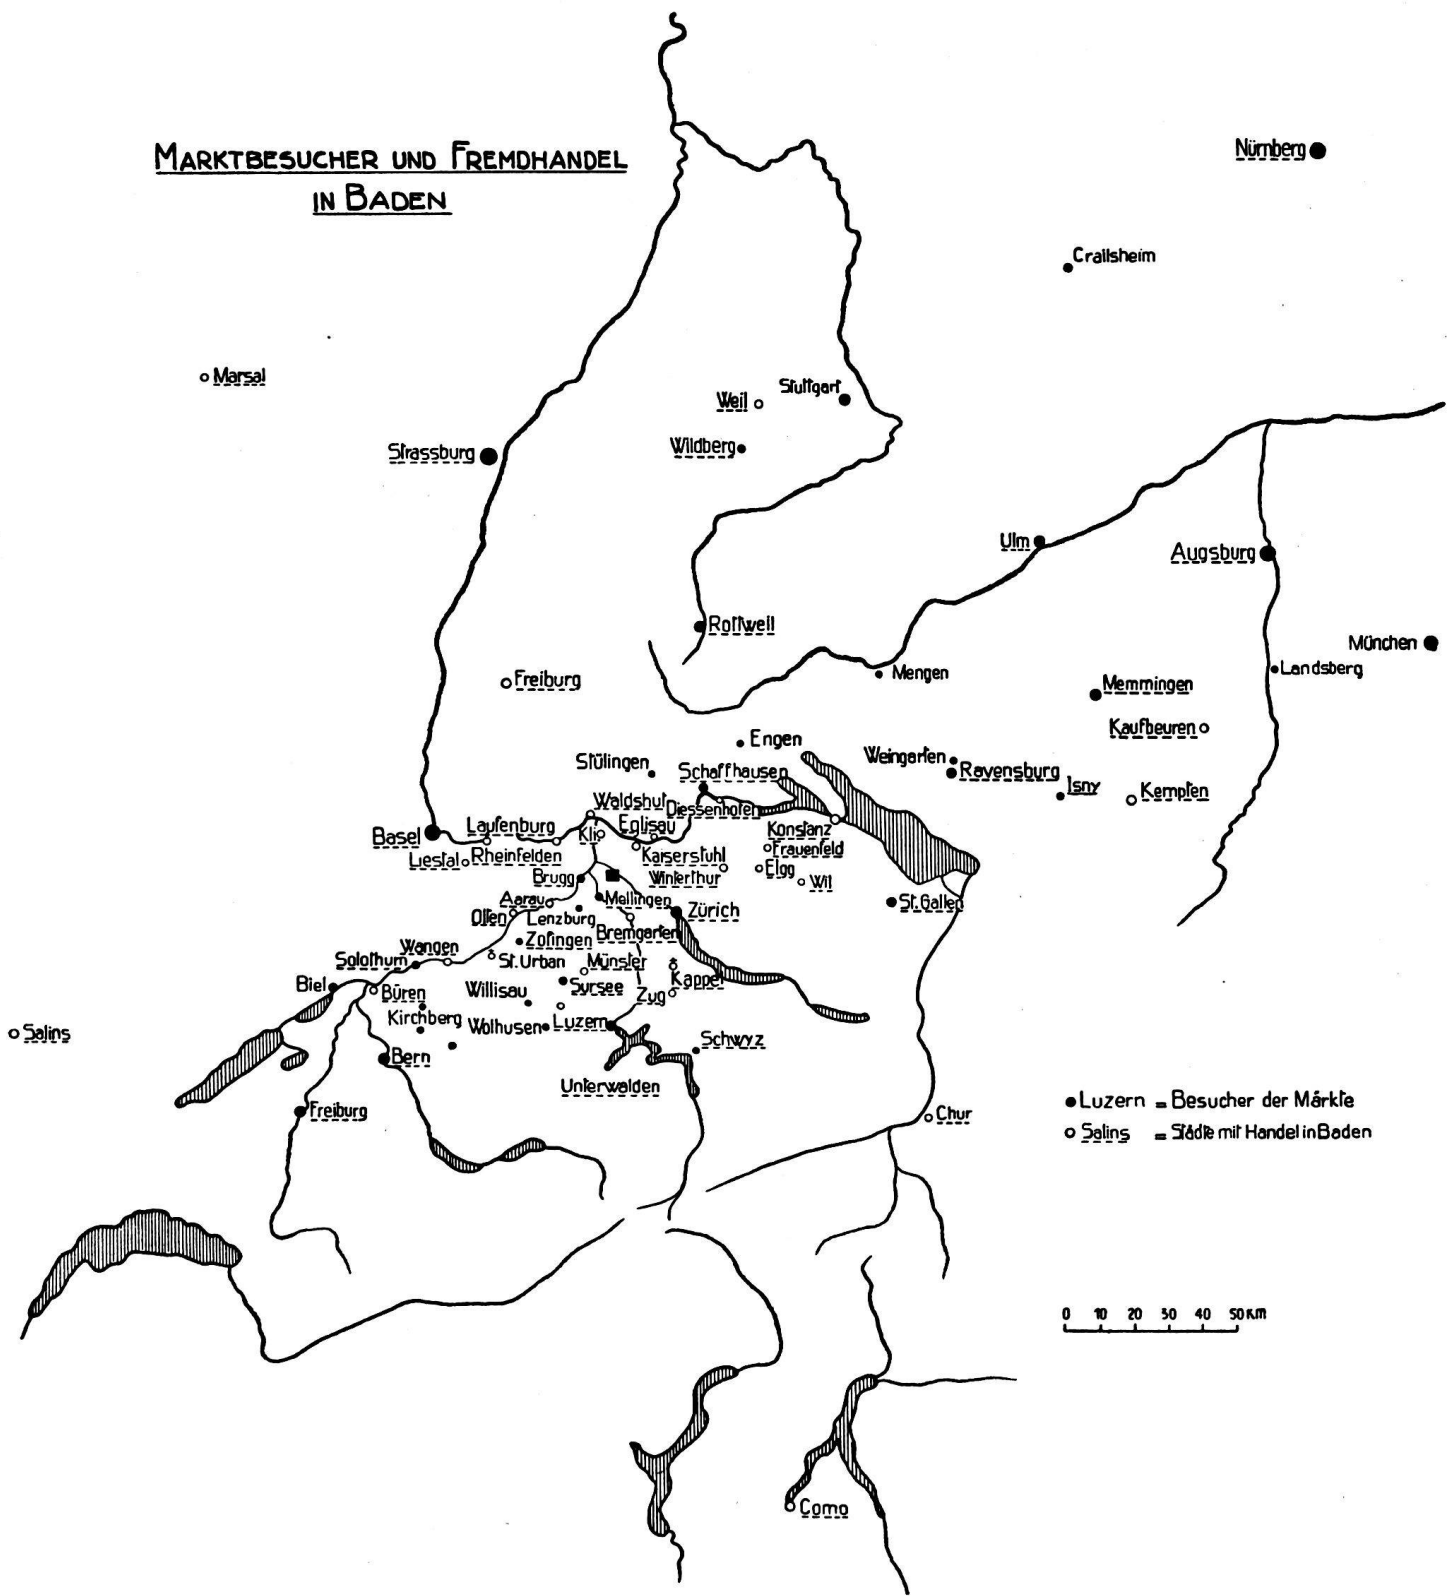 MARKTBESUCHER UND FREMDHANDEL
IN BADEN
Nürnberg
Crailsheim
Marsal
Weil
Stuttgart
Strassburg
Wildberg
Ulm
Augsburg
Rottweil
München
Mengen
Landsberg
Freiburg
Memmingen
Kaufbeuren
Engen
Weingarten
Stülingen
Schaffhausen
Ravensburg
Isny
Kempten
Waldshut
Diessenhofen
Basel
Laufenburg
Kli
Eglisau
Konstanz
Liestal
Rheinfelden
Kaiserstuhl
Frauenfeld
Brugg
Winterthur
Elgg
Wil
Aarau
Mellingen
St. Gallen
Olten
Lenzburg
Zürich
Zofingen
Bremgarten
Wangen
Solothurn
St. Urban
Münster
Kappel
Biel
Büren
Willisau
Sursee
Zug
Kirchberg
Wolhusen
Luzern
Salins
Schwyz
Bern
Unterwalden
Freiburg
Chur
Luzern = Besucher der Märkte
Salins = Städte mit Handel in Baden
0 10 20 30 40 50 KM
Como